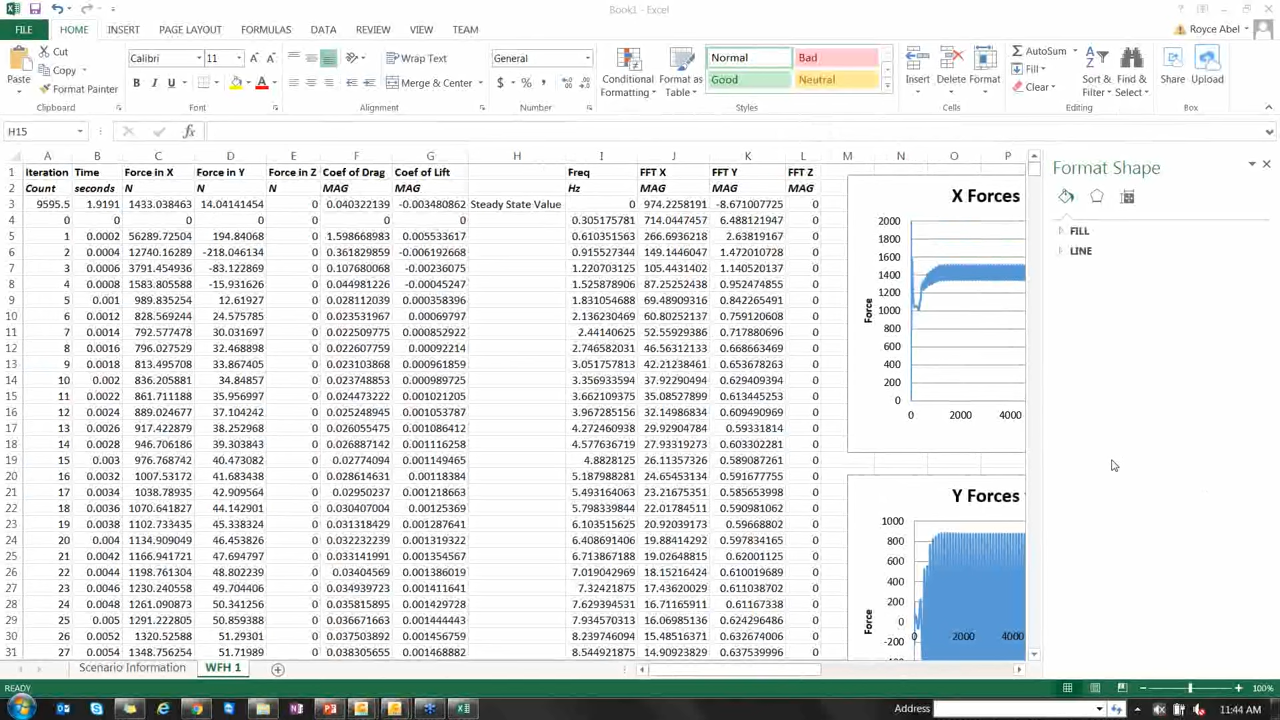 Book1 - Excel
FILE HOME INSERT PAGE LAYOUT FORMULAS DATA REVIEW VIEW TEAM Royce Abel
Paste Cut Copy Format Painter Clipboard
Calibri 11 B I U Font
Wrap Text Merge & Center Alignment
General $ % , Number
Conditional Formatting Format as Table Normal Bad Good Neutral Styles
Insert Delete Format Cells
AutoSum Fill Clear Sort & Filter Find & Select Editing
Share Upload Box
H15 fx
A B C D E F G H I J K L M N O P
1 Iteration Time Force in X Force in Y Force in Z Coef of Drag Coef of Lift Freq FFT X FFT Y FFT Z
2 Count seconds N N N MAG MAG Hz MAG MAG MAG
3 9595.5 1.9191 1433.038463 14.04141454 0.040322139 -0.003480862 Steady State Value 0 974.2258191 -8.671007725
4 0 0 0 0 0 0 0.305175781 714.0447457 6.488121947 0
5 1 0.0002 56289.72504 194.84068 0 1.598668983 0.005533617 0.610351563 266.6936218 2.63819167 0
6 2 0.0004 12740.16289 -218.046134 0 0.361829859 -0.006192668 0.915527344 149.1446047 1.472010728 0
7 3 0.0006 3791.454936 -83.122869 0 0.107680068 -0.00236075 1.220703125 105.4431402 1.140520137 0
8 4 0.0008 1583.805588 -15.931626 0 0.044981226 -0.00045247 1.525878906 87.25252438 0.952474855 0
9 5 0.001 989.835254 12.61927 0 0.028112039 0.000358396 1.831054688 69.48909316 0.842265491 0
10 6 0.0012 828.569244 24.575785 0 0.023531967 0.00069797 2.136230469 60.80252137 0.759120608 0
11 7 0.0014 792.577478 30.031697 0 0.022509775 0.000852922 2.44140625 52.55929386 0.717880696 0
12 8 0.0016 796.027529 32.468898 0 0.022607759 0.00092214 2.746582031 46.56312133 0.668663469 0
13 9 0.0018 813.495708 33.867405 0 0.023103868 0.000961859 3.051757813 42.21238461 0.653678263 0
14 10 0.002 836.205881 34.84857 0 0.023748853 0.000989725 3.356933594 37.92290494 0.629409394 0
15 11 0.0022 861.711188 35.956997 0 0.024473222 0.001021205 3.662109375 35.08527899 0.613445253 0
16 12 0.0024 889.024677 37.104242 0 0.025248945 0.001053787 3.967285156 32.14986834 0.609490969 0
17 13 0.0026 917.422879 38.252968 0 0.026055475 0.001086412 4.272460938 29.92904784 0.59331814 0
18 14 0.0028 946.706186 39.303843 0 0.026887142 0.001116258 4.577636719 27.93319273 0.603302281 0
19 15 0.003 976.768742 40.473082 0 0.02774094 0.001149465 4.8828125 26.11357326 0.589087261 0
20 16 0.0032 1007.53172 41.683438 0 0.028614631 0.00118384 5.187988281 24.65453134 0.591677755 0
21 17 0.0034 1038.78935 42.909564 0 0.02950237 0.001218663 5.493164063 23.21675351 0.585653998 0
22 18 0.0036 1070.641827 44.142901 0 0.030407004 0.00125369 5.798339844 22.01784511 0.590981062 0
23 19 0.0038 1102.733435 45.338324 0 0.031318429 0.001287641 6.103515625 20.92039173 0.59668802 0
24 20 0.004 1134.909049 46.453826 0 0.032232239 0.001319322 6.408691406 19.88414292 0.597834165 0
25 21 0.0042 1166.941721 47.694797 0 0.033141991 0.001354567 6.713867188 19.02648815 0.62001125 0
26 22 0.0044 1198.761304 48.802239 0 0.03404569 0.001386019 7.019042969 18.15216424 0.610019689 0
27 23 0.0046 1230.240558 49.704406 0 0.034939723 0.001411641 7.32421875 17.43620029 0.611038702 0
28 24 0.0048 1261.090873 50.341256 0 0.035815895 0.001429728 7.629394531 16.71165911 0.61167338 0
29 25 0.005 1291.222805 50.859388 0 0.036671653 0.001444443 7.934570313 16.07048187 0.624294656 0
30 26 0.0052 1320.52588 51.29301 0 0.037503892 0.001456759 8.239746094 15.48516371 0.632674006 0
31 27 0.0054 1348.756254 51.71989 0 0.038305655 0.001468882 8.544921875 14.90923824 0.637539996 0
X Forces
Force
2000
1800
1600
1400
1200
1000
800
600
400
200
0
0 2000 4000
Y Forces
Force
1000
800
600
400
200
0
-200
0 2000 4000
Format Shape
FILL
LINE
Scenario Information WFH 1
READY 100%
Address 11:44 AM